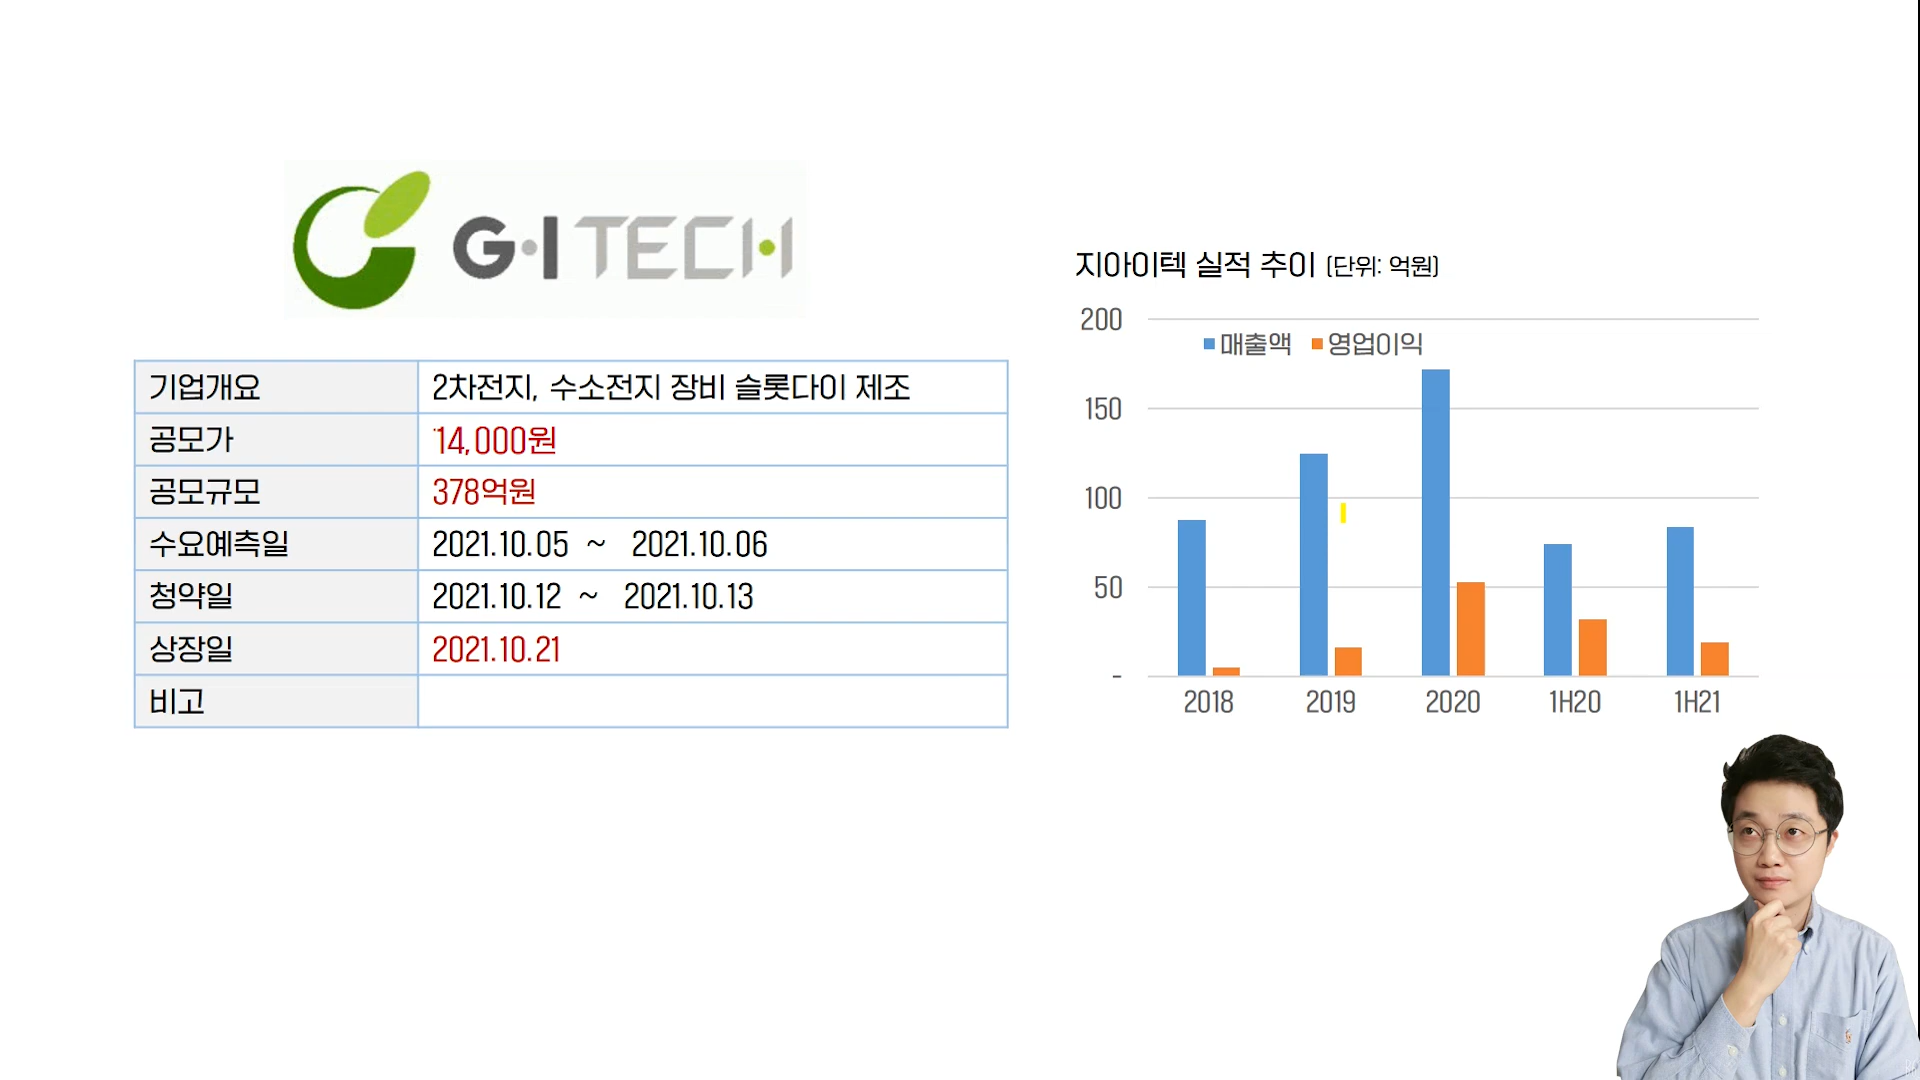 G·I TECH
기업개요 2차전지, 수소전지 장비 슬롯다이 제조
공모가 14,000원
공모규모 378억원
수요예측일 2021.10.05 ~ 2021.10.06
청약일 2021.10.12 ~ 2021.10.13
상장일 2021.10.21
비고
지아이텍 실적 추이 (단위: 억원)
매출액 영업이익
200
150
100
50
-
2018 2019 2020 1H20 1H21